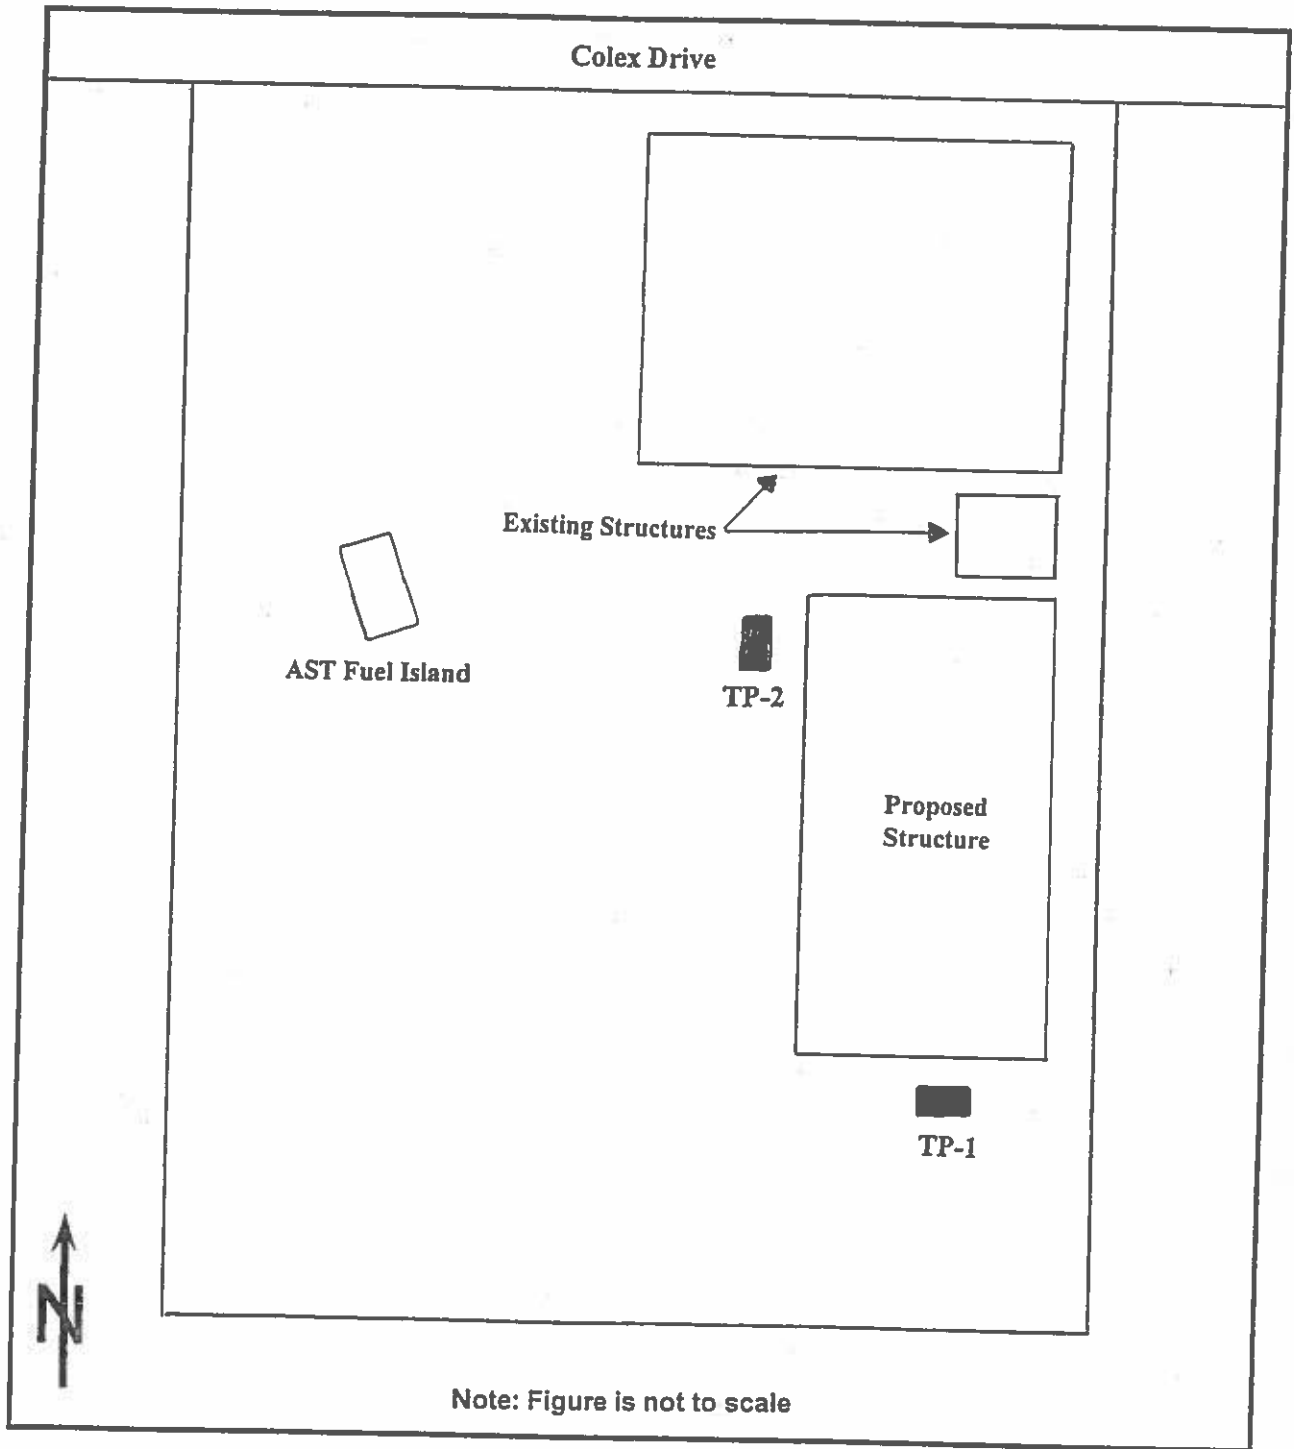 Colex Drive
Existing Structures
AST Fuel Island
TP-2
Proposed
Structure
TP-1
N
Note: Figure is not to scale